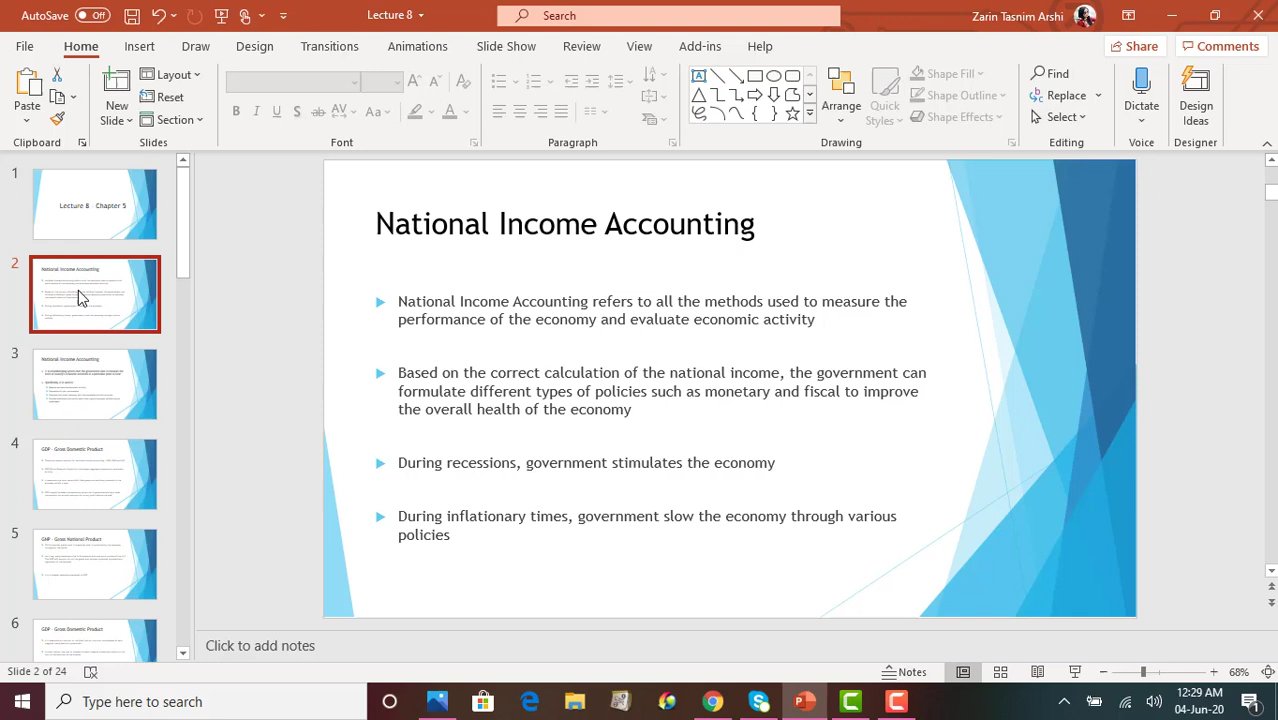 AutoSave Off Lecture 8 Search Zarin Tasnim Arshi
File Home Insert Draw Design Transitions Animations Slide Show Review View Add-ins Help Share Comments
Paste
Layout
Reset
New
Slide
Section
B I U S AV Aa A
Arrange
Quick
Styles
Shape Fill
Shape Outline
Shape Effects
Find
Replace
Select
Dictate
Design
Ideas
Clipboard Slides Font Paragraph Drawing Editing Voice Designer
1
Lecture 8 Chapter 5
2
National Income Accounting
3
National Income Accounting
4
GDP - Gross Domestic Product
5
GNP - Gross National Product
6
GDP - Gross Domestic Product
National Income Accounting
National Income Accounting refers to all the methods used to measure the
performance of the economy and evaluate economic activity
Based on the correct calculation of the national income, the government can
formulate different types of policies such as monetary and fiscal to improve
the overall health of the economy
During recessions, government stimulates the economy
During inflationary times, government slow the economy through various
policies
Click to add notes
Slide 2 of 24 Notes 68%
Type here to search
12:29 AM
04-Jun-20
1